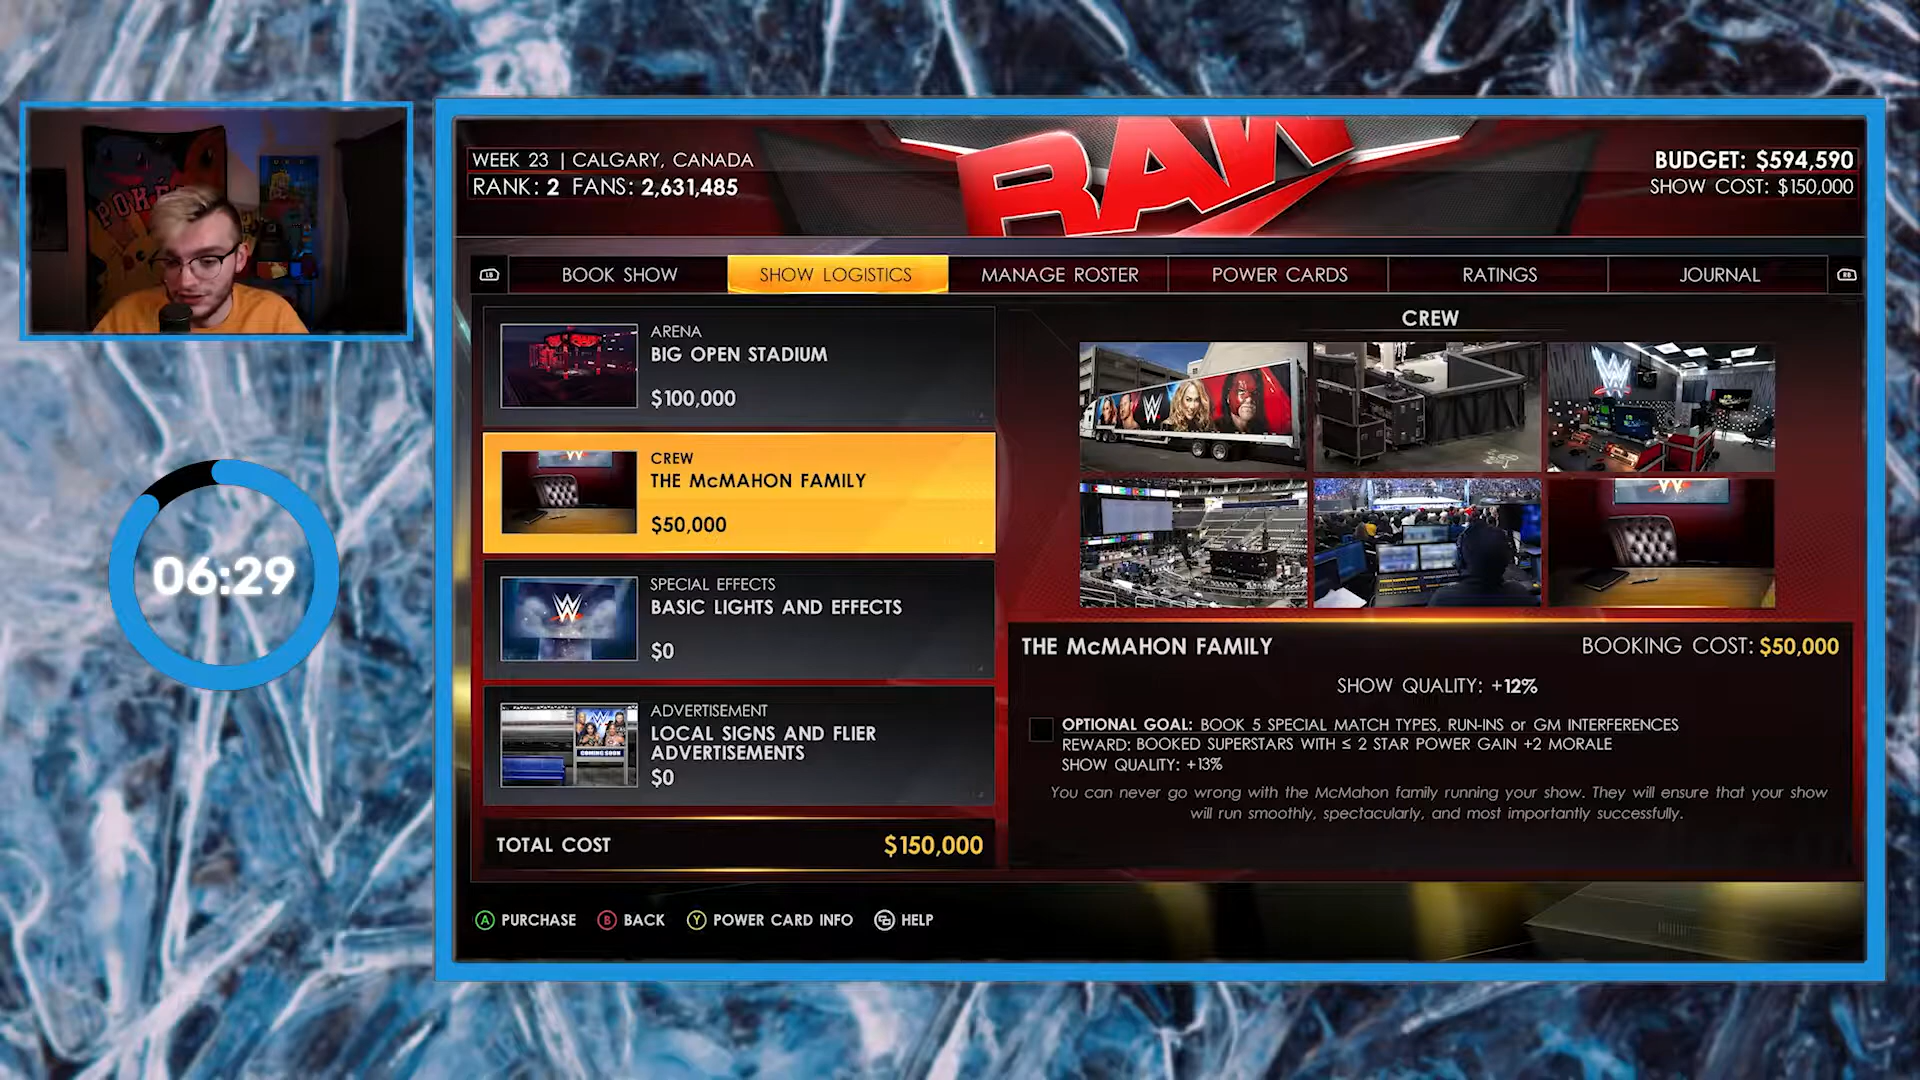 POKÉ
06:29
WEEK 23 | CALGARY, CANADA
RANK: 2 FANS: 2,631,485
RAW
BUDGET: $594,590
SHOW COST: $150,000
LB
BOOK SHOW
SHOW LOGISTICS
MANAGE ROSTER
POWER CARDS
RATINGS
JOURNAL
RB
ARENA
BIG OPEN STADIUM
$100,000
CREW
THE McMAHON FAMILY
$50,000
SPECIAL EFFECTS
BASIC LIGHTS AND EFFECTS
$0
ADVERTISEMENT
LOCAL SIGNS AND FLIER
ADVERTISEMENTS
$0
COMING SOON
TOTAL COST
$150,000
CREW
THE McMAHON FAMILY
BOOKING COST: $50,000
SHOW QUALITY: +12%
OPTIONAL GOAL: BOOK 5 SPECIAL MATCH TYPES, RUN-INS or GM INTERFERENCES
REWARD: BOOKED SUPERSTARS WITH ≤ 2 STAR POWER GAIN +2 MORALE
SHOW QUALITY: +13%
You can never go wrong with the McMahon family running your show. They will ensure that your show
will run smoothly, spectacularly, and most importantly successfully.
A PURCHASE
B BACK
Y POWER CARD INFO
HELP